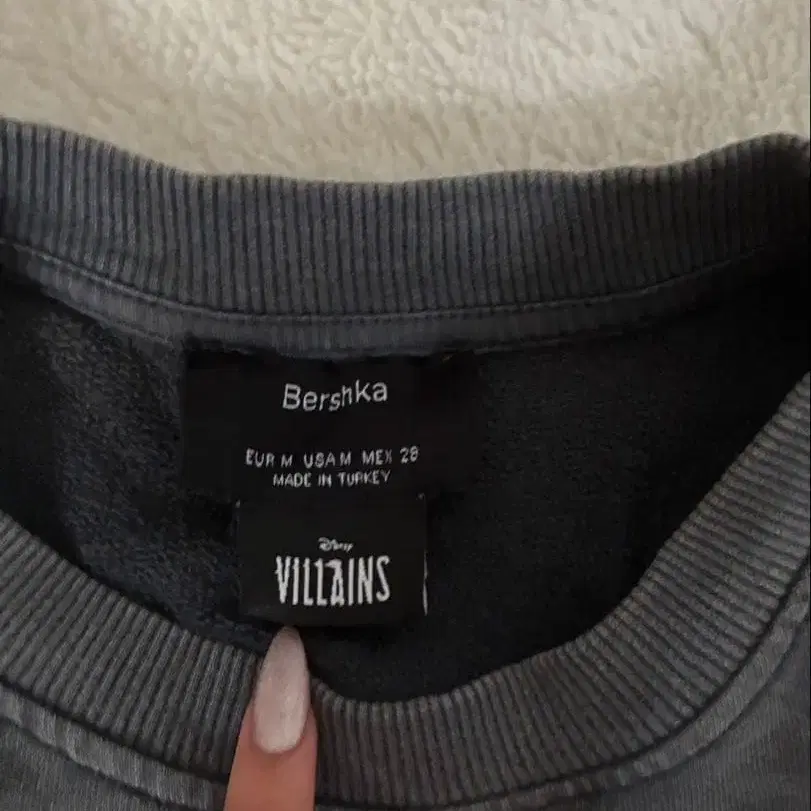 Bershka
EUR M USA M MEX 28
MADE IN TURKEY
Disney
VILLAINS